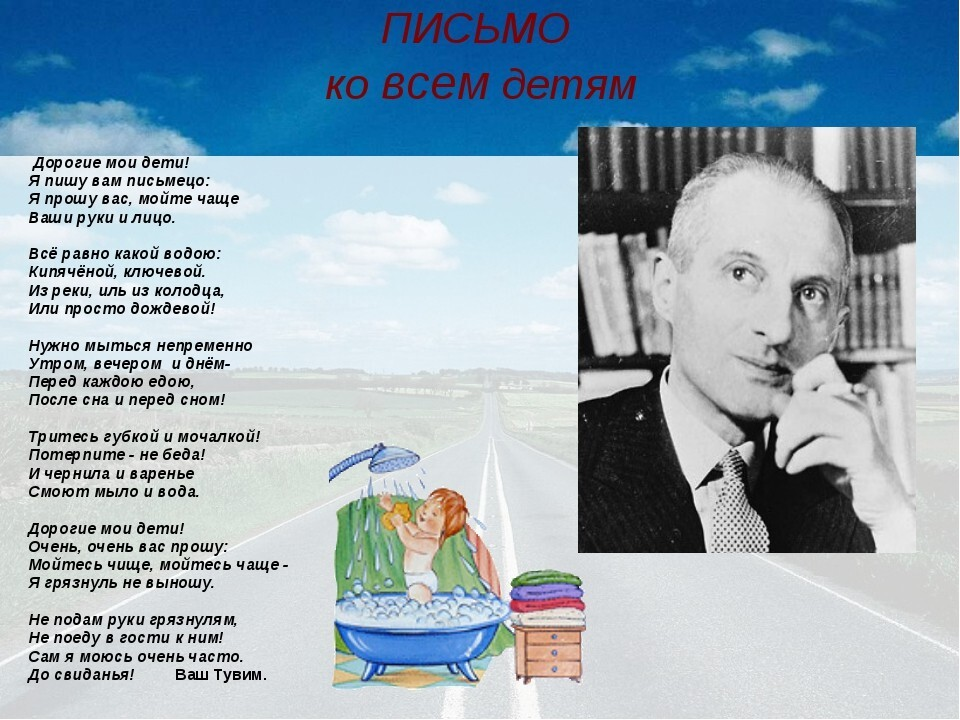 ПИСЬМО
ко всем детям
Дорогие мои дети!
Я пишу вам письмецо:
Я прошу вас, мойте чаще
Ваши руки и лицо.
Всё равно какой водою:
Кипячёной, ключевой.
Из реки, иль из колодца,
Или просто дождевой!
Нужно мыться непременно
Утром, вечером и днём-
Перед каждою едою,
После сна и перед сном!
Тритесь губкой и мочалкой!
Потерпите - не беда!
И чернила и варенье
Смоют мыло и вода.
Дорогие мои дети!
Очень, очень вас прошу:
Мойтесь чище, мойтесь чаще -
Я грязнуль не выношу.
Не подам руки грязнулям,
Не поеду в гости к ним!
Сам я моюсь очень часто.
До свиданья! Ваш Тувим.